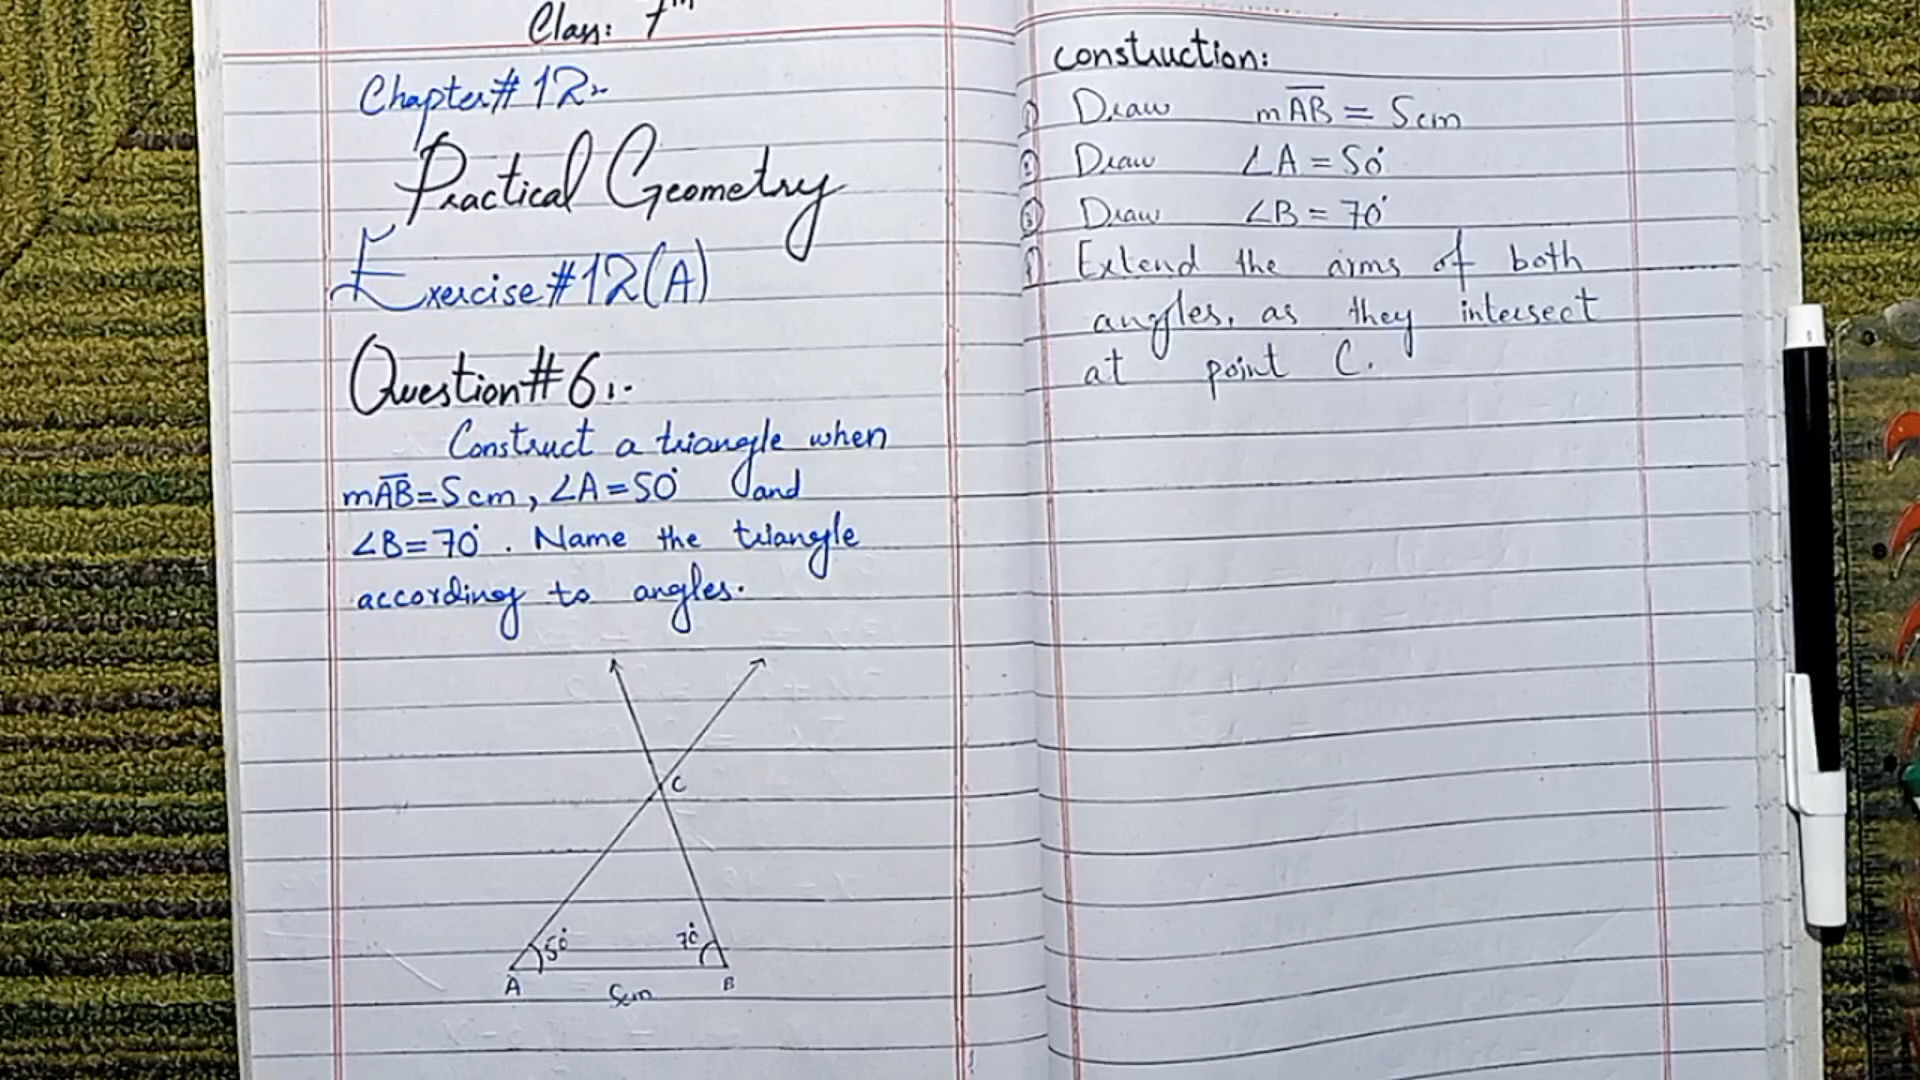 Class: 7th
Chapter# 12:-
Practical Geometry
Exercise#12(A)
Question#6:-
Construct a triangle when
mAB=5cm, ∠A=50° and
∠B=70°. Name the triangle
according to angles.
C
50° 70°
A 5cm B
Construction:
① Draw mAB = 5cm
② Draw ∠A = 50°
③ Draw ∠B = 70°
④ Extend the arms of both
angles, as they intersect
at point C.